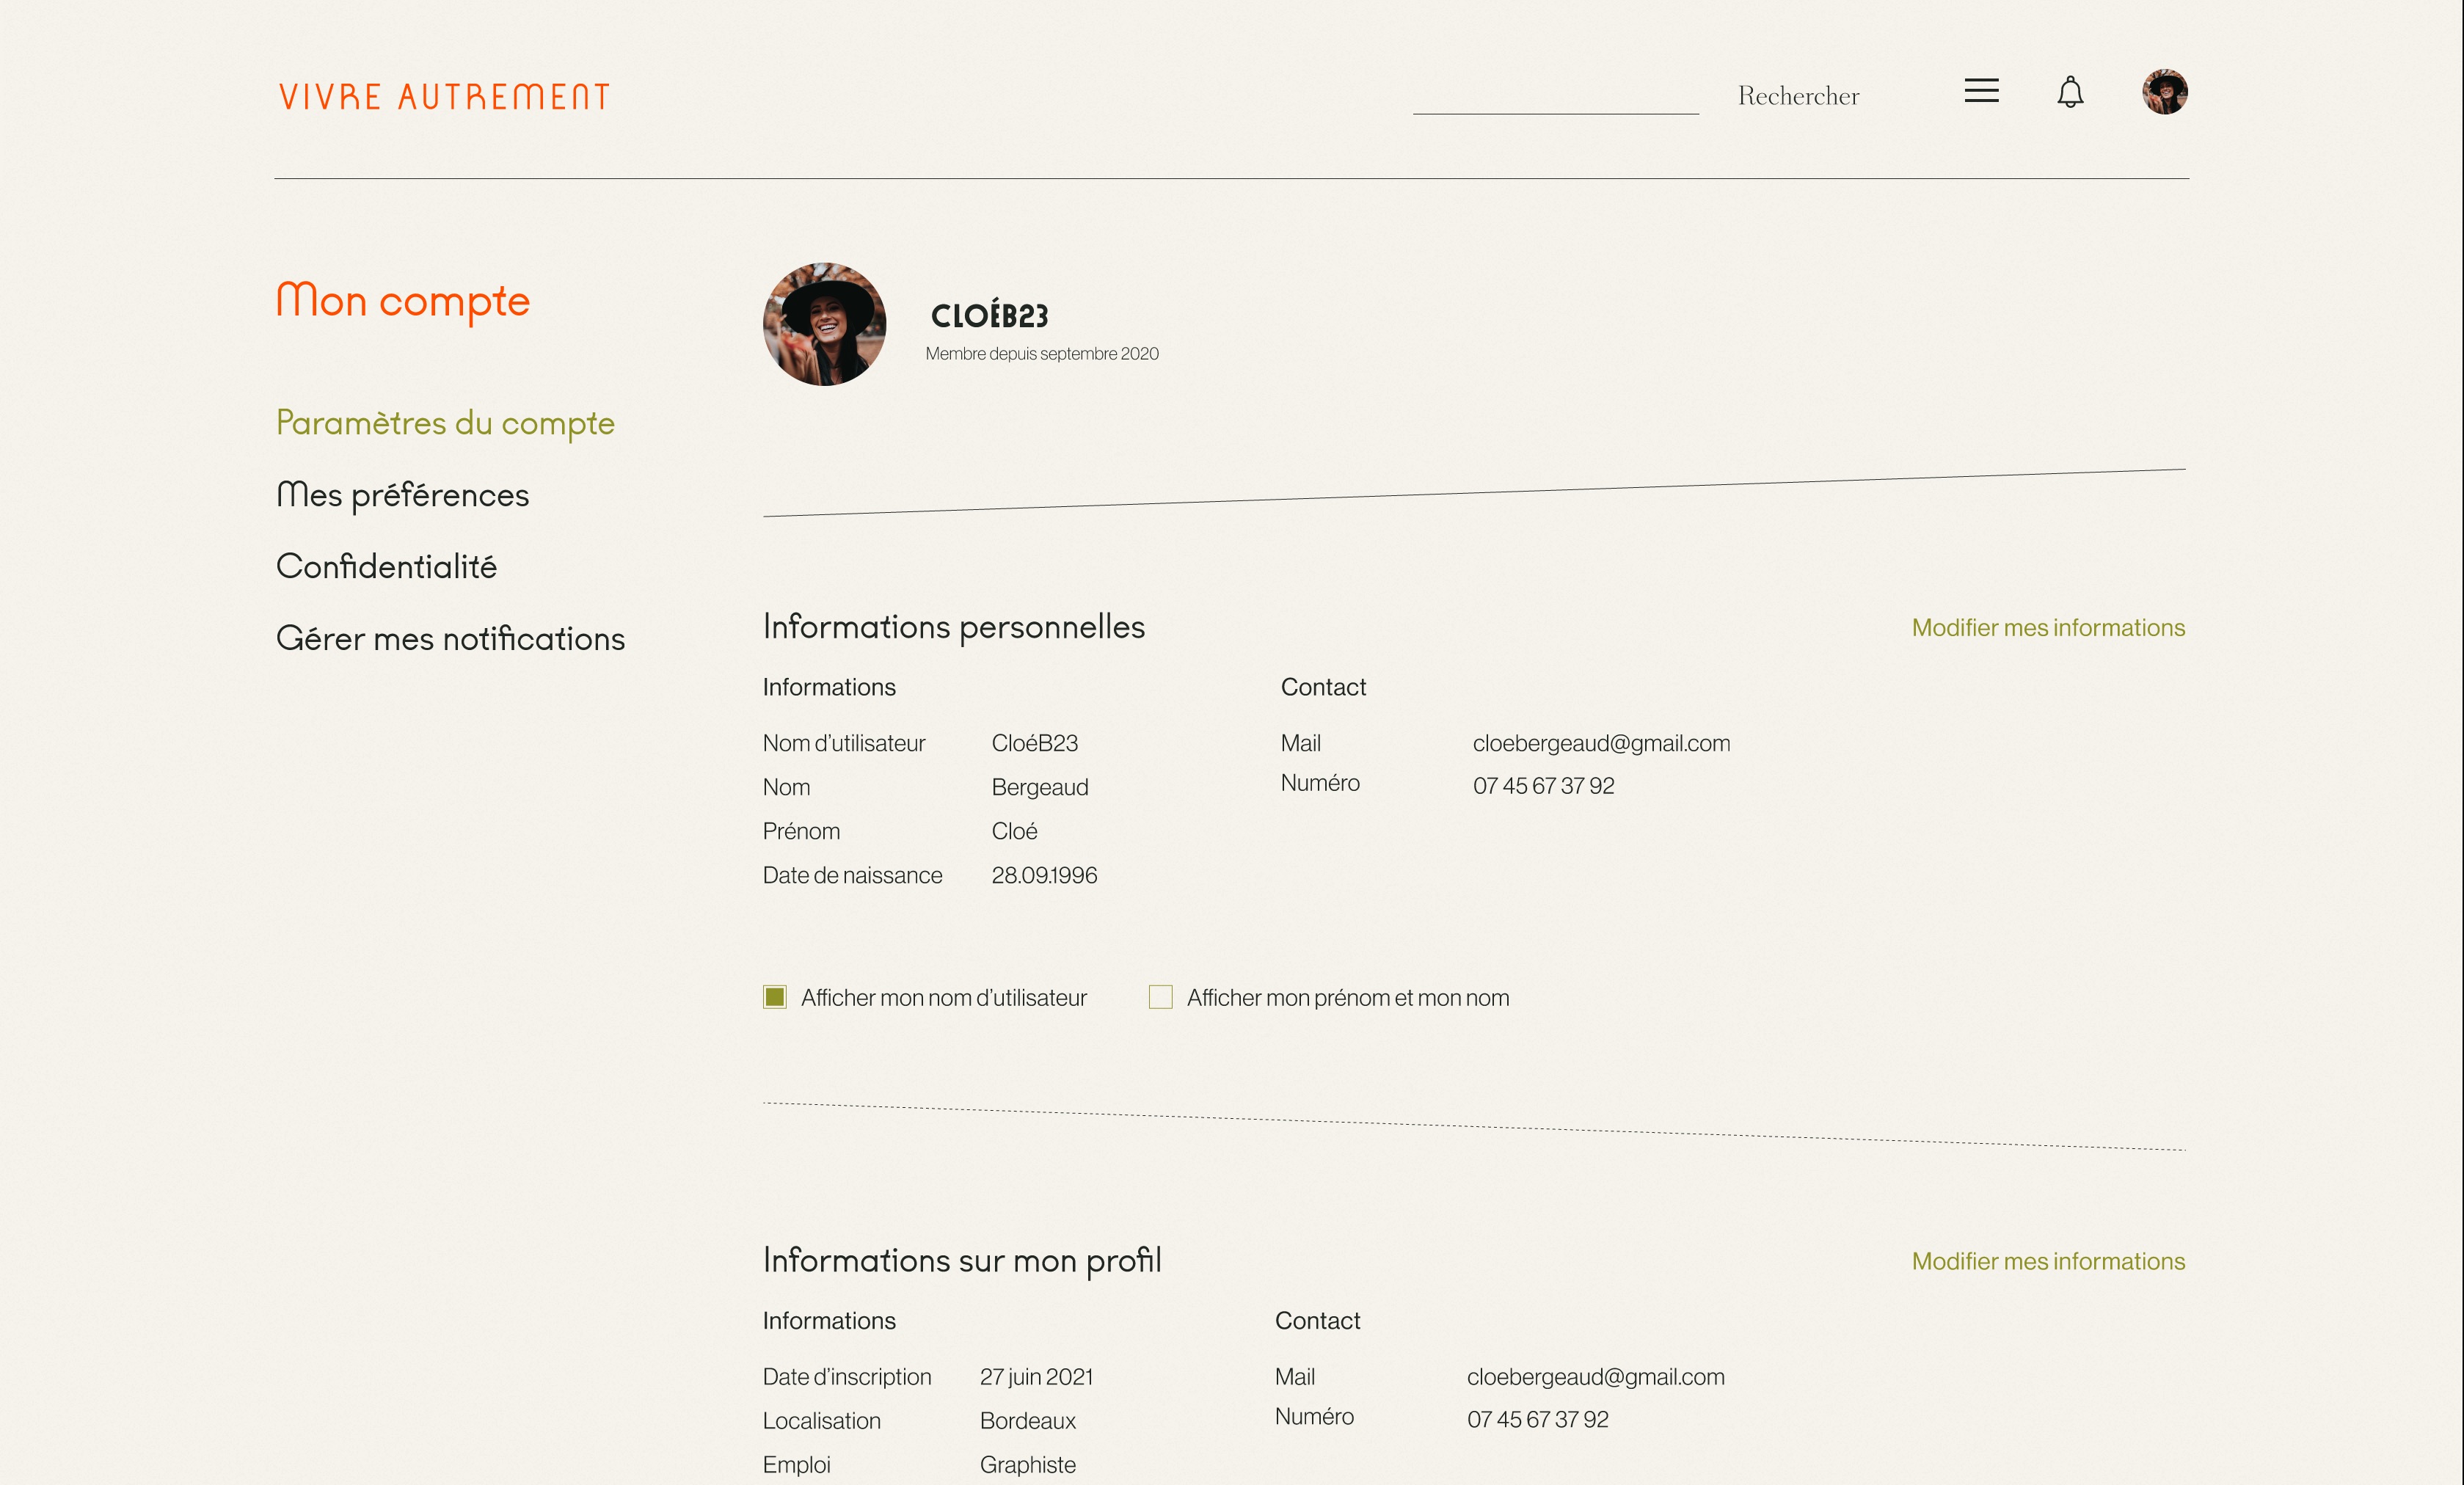 VIVRE AUTREMENT
Rechercher
Mon compte
Paramètres du compte
Mes préférences
Confidentialité
Gérer mes notifications
CLOÉB23
Membre depuis septembre 2020
Informations personnelles
Modifier mes informations
Informations
Nom d’utilisateur CloéB23
Nom Bergeaud
Prénom Cloé
Date de naissance 28.09.1996
Contact
Mail cloebergeaud@gmail.com
Numéro 07 45 67 37 92
Afficher mon nom d’utilisateur
Afficher mon prénom et mon nom
Informations sur mon profil
Modifier mes informations
Informations
Date d’inscription 27 juin 2021
Localisation Bordeaux
Emploi Graphiste
Contact
Mail cloebergeaud@gmail.com
Numéro 07 45 67 37 92